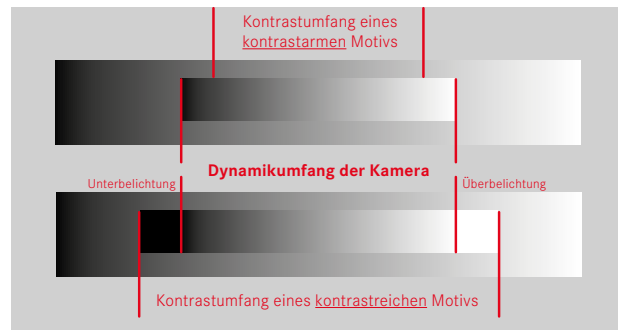 Kontrastumfang eines
kontrastarmen Motivs
Dynamikumfang der Kamera
Unterbelichtung
Überbelichtung
Kontrastumfang eines kontrastreichen Motivs